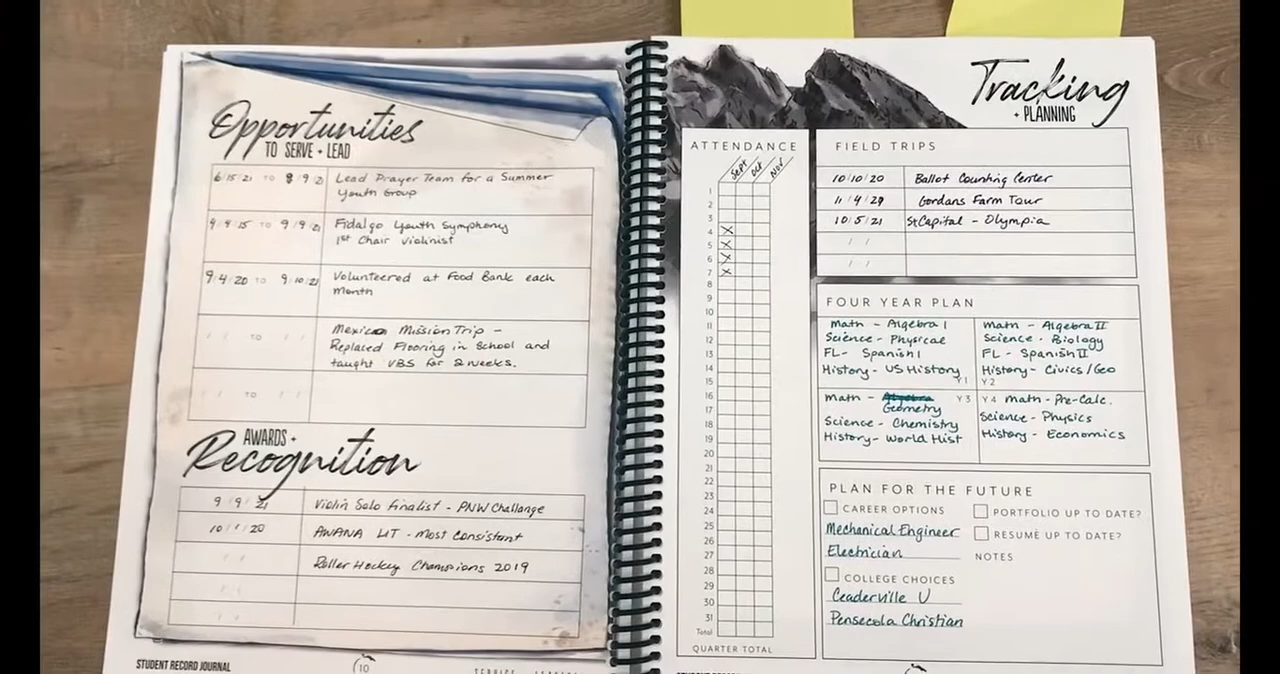 Opportunities
TO SERVE + LEAD
6/15/21 TO 8/9/21 Lead Prayer Team for a Summer
Youth Group
9/9/15 TO 9/9/21 Fidalgo Youth Symphony
1st Chair violinist
9/4/20 TO 9/10/21 Volunteered at Food Bank each
Month
/ / TO / / Mexico Mission Trip -
Replaced Flooring in School and
taught VBS for 2 weeks.
/ / TO / /
AWARDS +
Recognition
9/9/21 Violin Solo Finalist - PNW Challange
10/1/20 AWANA LIT - Most Consistant
/ / Roller Hockey Champions 2019
/ /
/ /
STUDENT RECORD JOURNAL
10
Tracking
+ PLANNING
ATTENDANCE
Sept Oct Nov
1
2
3
4 X
5 X
6 X
7 X
8
9
10
11
12
13
14
15
16
17
18
19
20
21
22
23
24
25
26
27
28
29
30
31
Total
QUARTER TOTAL
FIELD TRIPS
10/10/20 Ballot Counting Center
11/4/20 Gordans Farm Tour
10/5/21 St Capital - Olympia
/ /
/ /
FOUR YEAR PLAN
Math - Algebra 1
Science - Physical
FL - Spanish 1
History - US History
Y1
Math - Algebra II
Science - Biology
FL - Spanish II
History - Civics/Geo
Y2
Math - Algebra Y3
Geometry
Science - Chemistry
History - World Hist
Y4 Math - Pre-Calc.
Science - Physics
History - Economics
PLAN FOR THE FUTURE
CAREER OPTIONS
Mechanical Engineer
Electrician
COLLEGE CHOICES
Ceaderville U
Pensecola Christian
PORTFOLIO UP TO DATE?
RESUME UP TO DATE?
NOTES